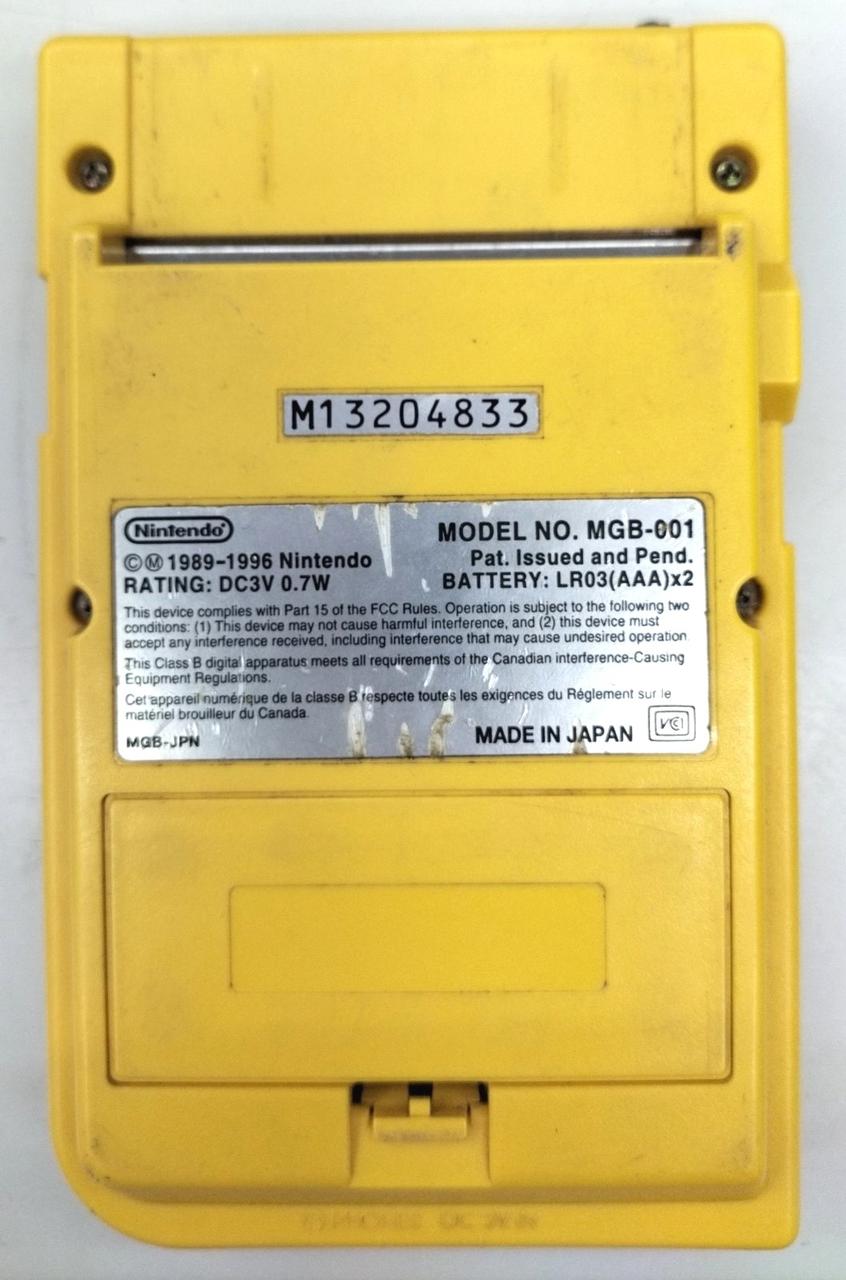 M13204833
Nintendo®
MODEL NO. MGB-001
©Ⓜ 1989-1996 Nintendo
Pat. Issued and Pend.
RATING: DC3V 0.7W
BATTERY: LR03(AAA)x2
This device complies with Part 15 of the FCC Rules. Operation is subject to the following two
conditions: (1) This device may not cause harmful interference, and (2) this device must
accept any interference received, including interference that may cause undesired operation.
This Class B digital apparatus meets all requirements of the Canadian interference-Causing
Equipment Regulations.
Cet appareil numérique de la classe B respecte toutes les exigences du Réglement sur le
matériel brouilleur du Canada.
MGB-JPN
MADE IN JAPAN
VCI
PHONES DC 3V IN